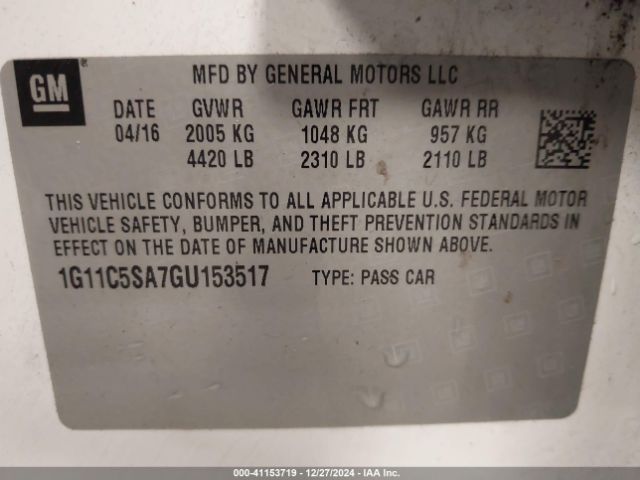 GM®
MFD BY GENERAL MOTORS LLC
DATE GVWR GAWR FRT GAWR RR
04/16 2005 KG 1048 KG 957 KG
4420 LB 2310 LB 2110 LB
THIS VEHICLE CONFORMS TO ALL APPLICABLE U.S. FEDERAL MOTOR
VEHICLE SAFETY, BUMPER, AND THEFT PREVENTION STANDARDS IN
EFFECT ON THE DATE OF MANUFACTURE SHOWN ABOVE.
1G11C5SA7GU153517 TYPE: PASS CAR
000-41153719 - 12/27/2024 - IAA Inc.